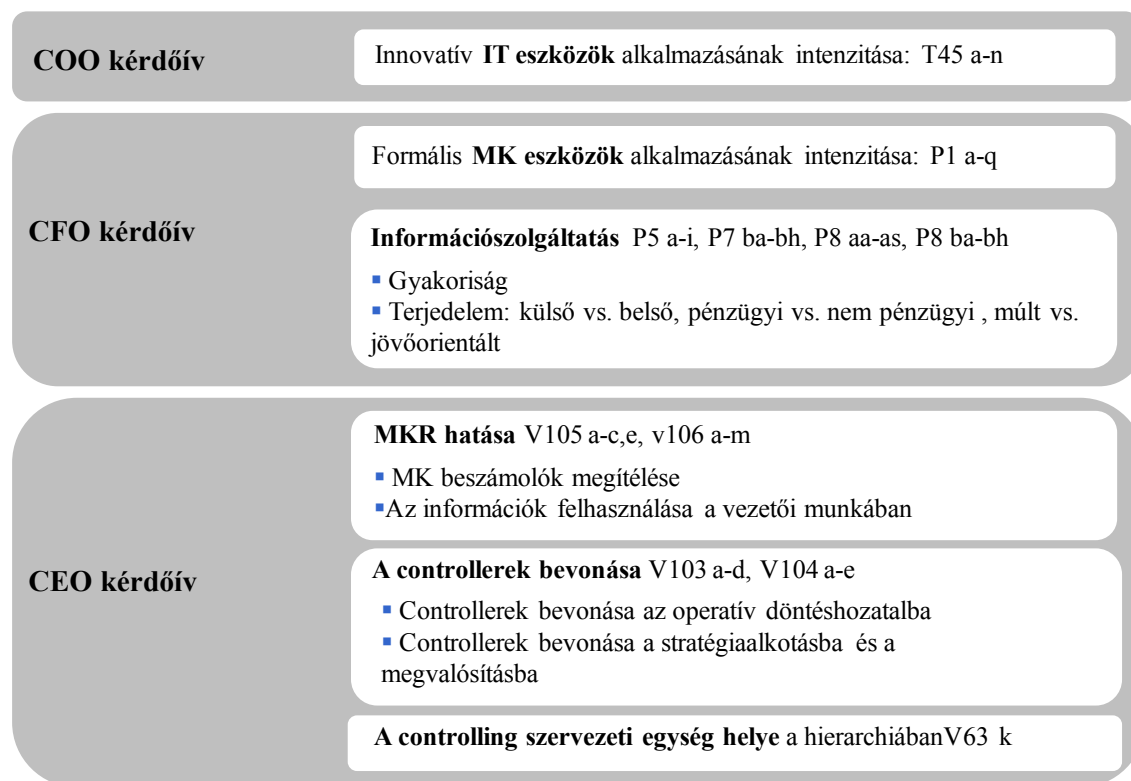 COO kérdőív
Innovatív IT eszközök alkalmazásának intenzitása: T45 a-n
CFO kérdőív
Formális MK eszközök alkalmazásának intenzitása: P1 a-q
Információszolgáltatás P5 a-i, P7 ba-bh, P8 aa-as, P8 ba-bh
▪ Gyakoriság
▪ Terjedelem: külső vs. belső, pénzügyi vs. nem pénzügyi , múlt vs.
jövőorientált
CEO kérdőív
MKR hatása V105 a-c,e, v106 a-m
▪ MK beszámolók megítélése
▪Az információk felhasználása a vezetői munkában
A controllerek bevonása V103 a-d, V104 a-e
▪ Controllerek bevonása az operatív döntéshozatalba
▪ Controllerek bevonása a stratégiaalkotásba és a
megvalósításba
A controlling szervezeti egység helye a hierarchiábanV63 k